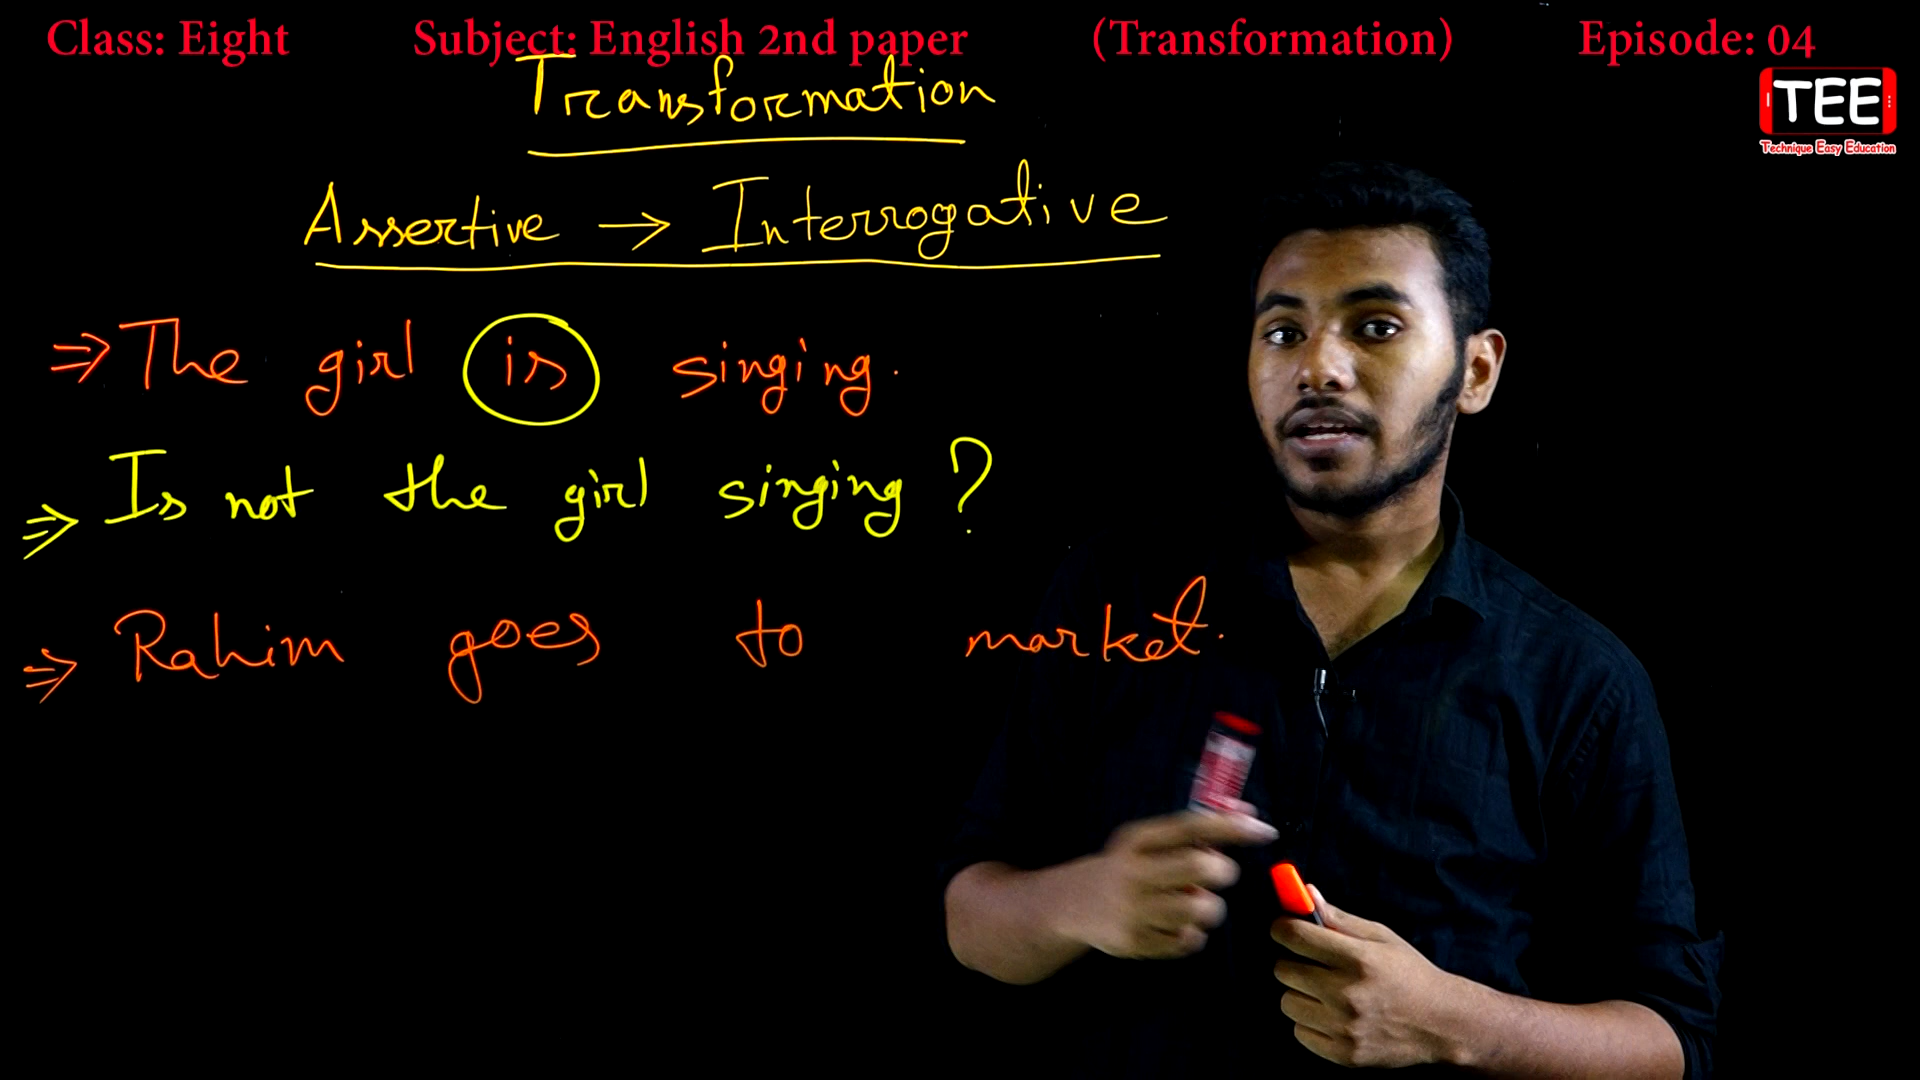 Class: Eight Subject: English 2nd paper (Transformation) Episode: 04
TEE
Technique Easy Education
Transformation
Assertive → Interrogative
⇒ The girl is singing.
⇒ Is not the girl singing?
⇒ Rahim goes to market.